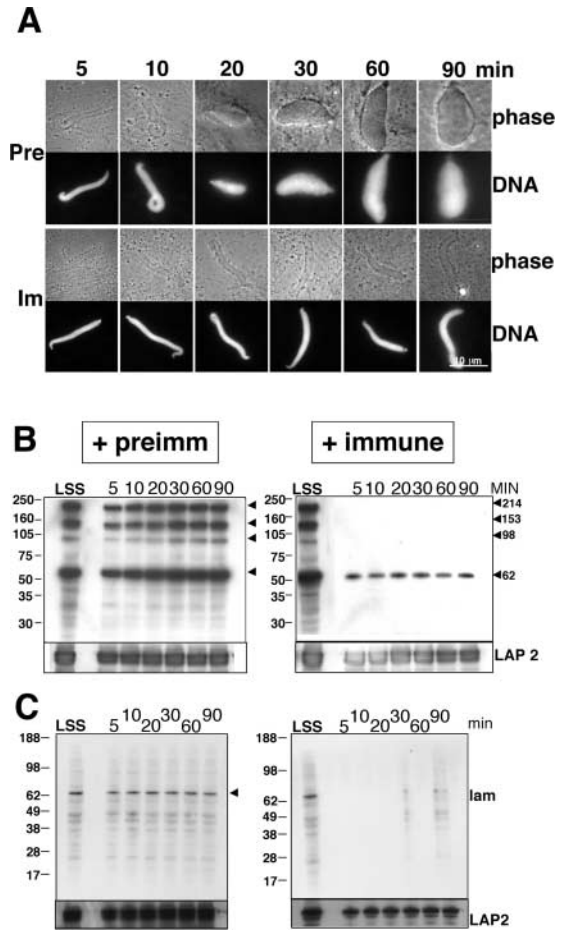 A
5 10 20 30 60 90 min
Pre
phase
DNA
Im
phase
DNA
10 µm
B
+ preimm
+ immune
LSS 5 10 20 30 60 90
250
160
105
75
50
35
30
LSS 5 10 20 30 60 90 MIN
250
160
105
75
50
35
30
214
153
98
62
LAP 2
C
LSS 5 10 20 30 60 90
188
98
62
49
38
28
17
LSS 5 10 20 30 60 90 min
188
98
62
49
38
28
17
lam
LAP2